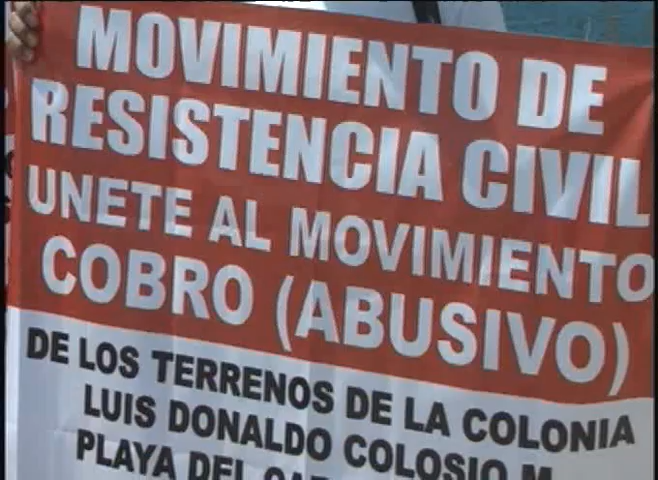 MOVIMIENTO DE
RESISTENCIA CIVIL
UNETE AL MOVIMIENTO
COBRO (ABUSIVO)
DE LOS TERRENOS DE LA COLONIA
LUIS DONALDO COLOSIO M
PLAYA DEL